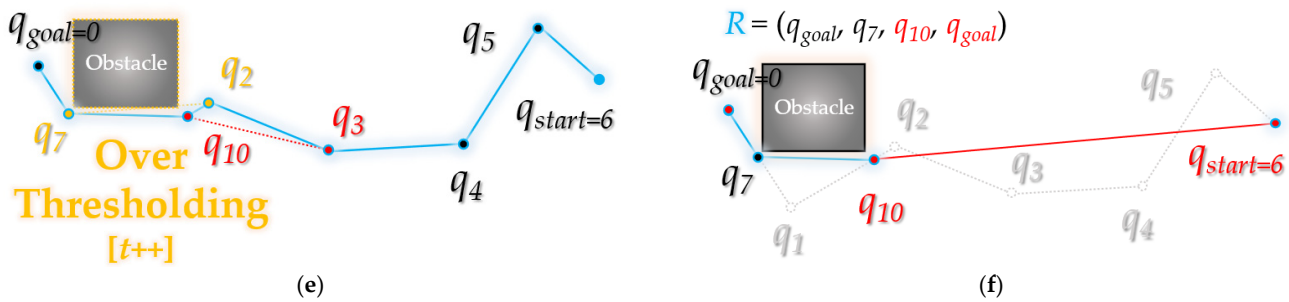 q_goal=0
Obstacle
q_2
q_7
q_10
q_3
q_4
q_5
q_start=6
Over
Thresholding
[t++]
(e)
R = (q_goal, q_7, q_10, q_goal)
q_goal=0
Obstacle
q_2
q_5
q_7
q_1
q_10
q_3
q_4
q_start=6
(f)